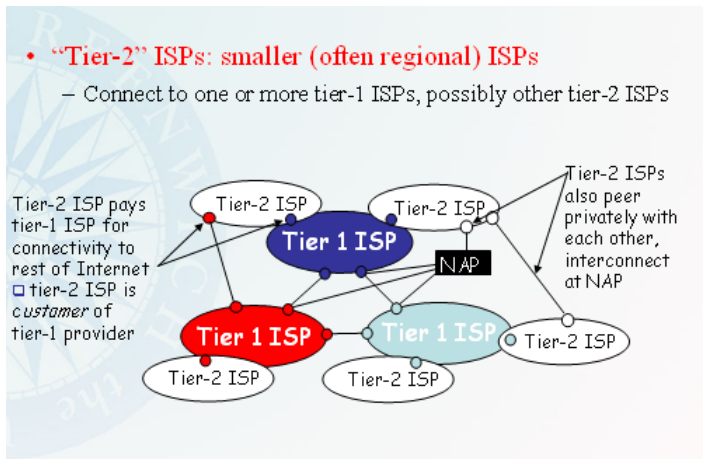 • “Tier-2” ISPs: smaller (often regional) ISPs
– Connect to one or more tier-1 ISPs, possibly other tier-2 ISPs
Tier-2 ISP pays
tier-1 ISP for
connectivity to
rest of Internet
❑ tier-2 ISP is
customer of
tier-1 provider
Tier-2 ISP
Tier-2 ISP
Tier 1 ISP
NAP
Tier-2 ISPs
also peer
privately with
each other,
interconnect
at NAP
Tier 1 ISP
Tier 1 ISP
Tier-2 ISP
Tier-2 ISP
Tier-2 ISP